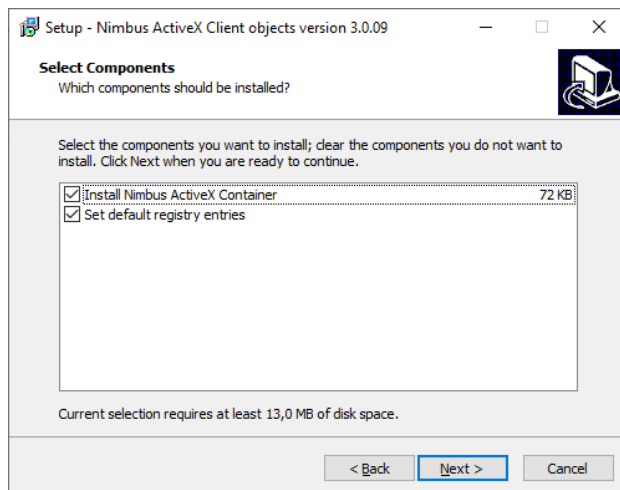 Setup - Nimbus ActiveX Client objects version 3.0.09
Select Components
Which components should be installed?
Select the components you want to install; clear the components you do not want to
install. Click Next when you are ready to continue.
Install Nimbus ActiveX Container 72 KB
Set default registry entries
Current selection requires at least 13,0 MB of disk space.
< Back Next > Cancel